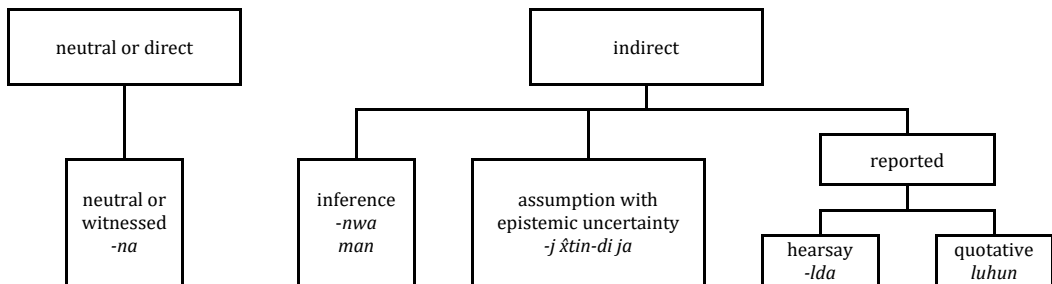 neutral or direct
indirect
reported
neutral or
witnessed
-na
inference
-nwa
man
assumption with
epistemic uncertainty
-j x̂tin-di ja
hearsay
-lda
quotative
luhun